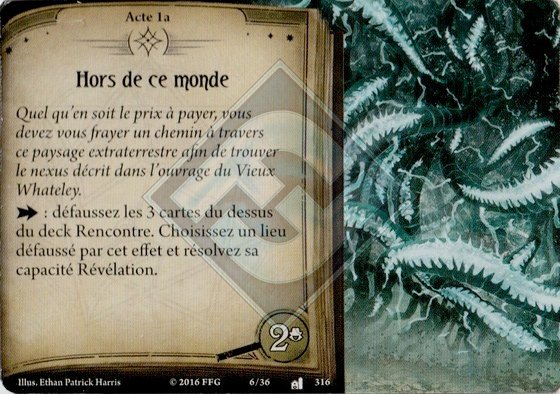 Acte 1a
Hors de ce monde
Quel qu'en soit le prix à payer, vous
devez vous frayer un chemin à travers
ce paysage extraterrestre afin de trouver
le nexus décrit dans l'ouvrage du Vieux
Whateley.
: défaussez les 3 cartes du dessus
du deck Rencontre. Choisissez un lieu
défaussé par cet effet et résolvez sa
capacité Révélation.
2
Illus. Ethan Patrick Harris © 2016 FFG 6/36 316